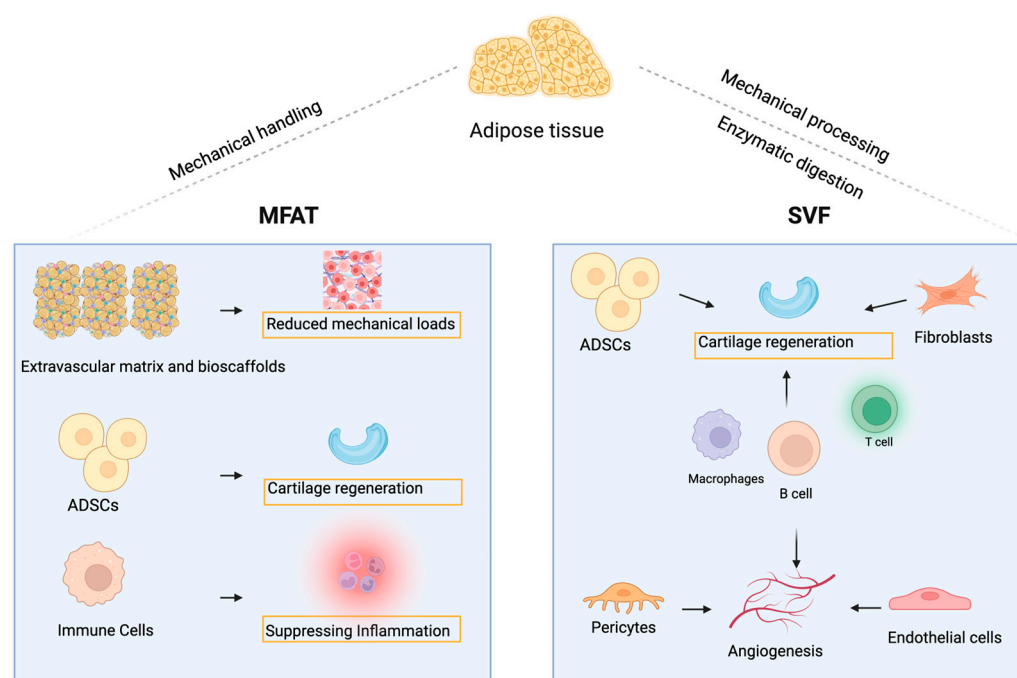 Adipose tissue
Mechanical handling
Mechanical processing
Enzymatic digestion
MFAT
Reduced mechanical loads
Extravascular matrix and bioscaffolds
ADSCs
Cartilage regeneration
Immune Cells
Suppressing Inflammation
SVF
ADSCs
Cartilage regeneration
Fibroblasts
Macrophages
B cell
T cell
Pericytes
Angiogenesis
Endothelial cells